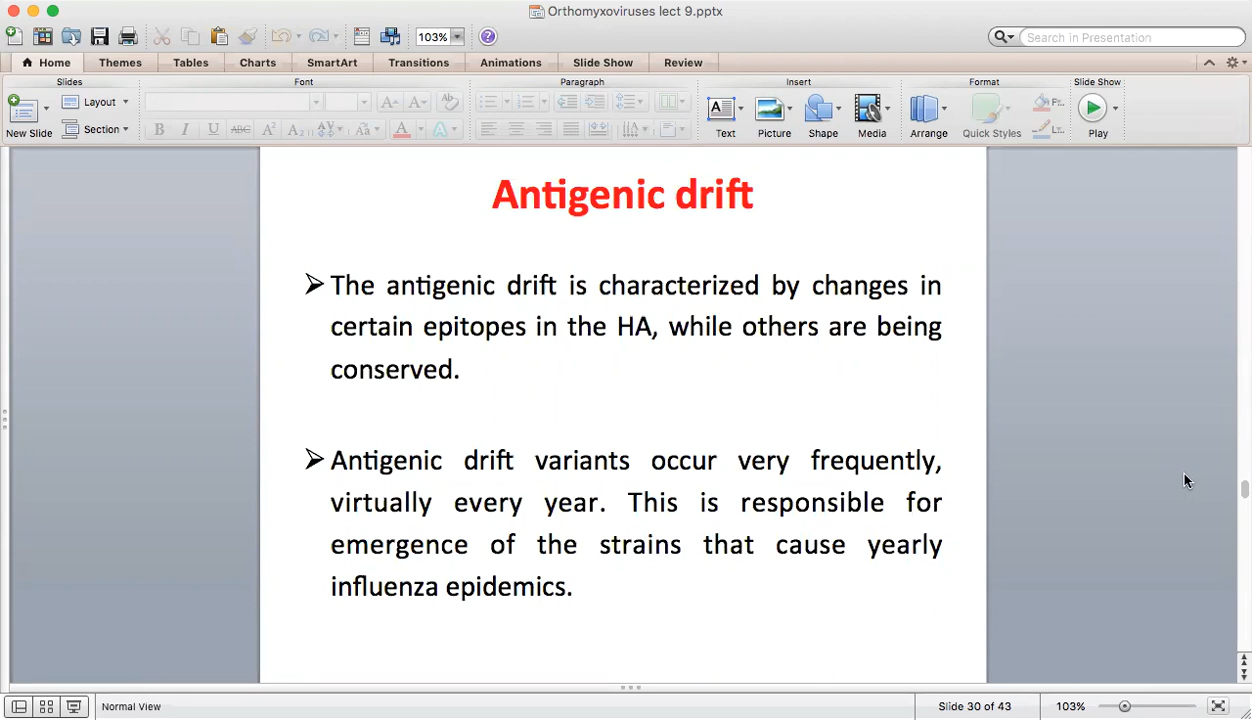 Orthomyxoviruses lect 9.pptx
103%
Search in Presentation
Home Themes Tables Charts SmartArt Transitions Animations Slide Show Review
Slides Font Paragraph Insert Format Slide Show
New Slide Layout Section Text Picture Shape Media Arrange Quick Styles Play
Antigenic drift
➢ The antigenic drift is characterized by changes in
certain epitopes in the HA, while others are being
conserved.
➢ Antigenic drift variants occur very frequently,
virtually every year. This is responsible for
emergence of the strains that cause yearly
influenza epidemics.
Normal View Slide 30 of 43 103%